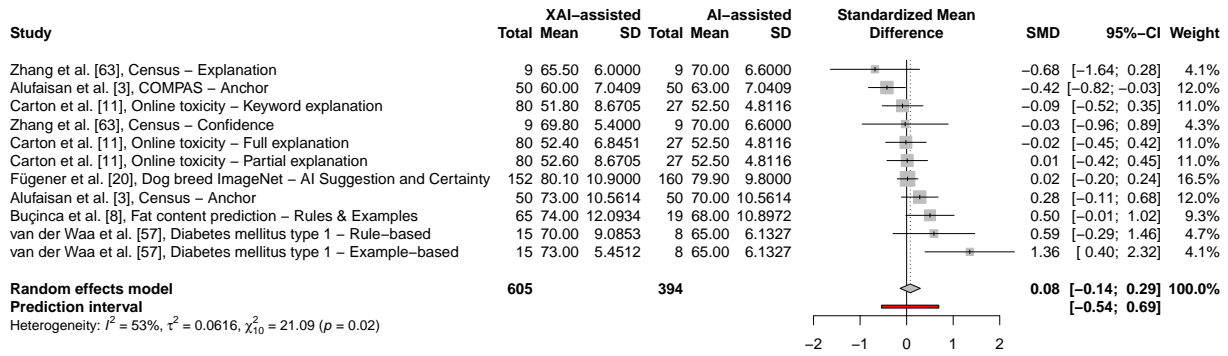 XAI−assisted AI−assisted Standardized Mean
Study Total Mean SD Total Mean SD Difference SMD 95%−CI Weight
Zhang et al. [63], Census − Explanation 9 65.50 6.0000 9 70.00 6.6000 −0.68 [−1.64; 0.28] 4.1%
Alufaisan et al. [3], COMPAS − Anchor 50 60.00 7.0409 50 63.00 7.0409 −0.42 [−0.82; −0.03] 12.0%
Carton et al. [11], Online toxicity − Keyword explanation 80 51.80 8.6705 27 52.50 4.8116 −0.09 [−0.52; 0.35] 11.0%
Zhang et al. [63], Census − Confidence 9 69.80 5.4000 9 70.00 6.6000 −0.03 [−0.96; 0.89] 4.3%
Carton et al. [11], Online toxicity − Full explanation 80 52.40 6.8451 27 52.50 4.8116 −0.02 [−0.45; 0.42] 11.0%
Carton et al. [11], Online toxicity − Partial explanation 80 52.60 8.6705 27 52.50 4.8116 0.01 [−0.42; 0.45] 11.0%
Fügener et al. [20], Dog breed ImageNet − AI Suggestion and Certainty 152 80.10 10.9000 160 79.90 9.8000 0.02 [−0.20; 0.24] 16.5%
Alufaisan et al. [3], Census − Anchor 50 73.00 10.5614 50 70.00 10.5614 0.28 [−0.11; 0.68] 12.0%
Buçinca et al. [8], Fat content prediction − Rules & Examples 65 74.00 12.0934 19 68.00 10.8972 0.50 [−0.01; 1.02] 9.3%
van der Waa et al. [57], Diabetes mellitus type 1 − Rule−based 15 70.00 9.0853 8 65.00 6.1327 0.59 [−0.29; 1.46] 4.7%
van der Waa et al. [57], Diabetes mellitus type 1 − Example−based 15 73.00 5.4512 8 65.00 6.1327 1.36 [ 0.40; 2.32] 4.1%
Random effects model 605 394 0.08 [−0.14; 0.29] 100.0%
Prediction interval [−0.54; 0.69]
Heterogeneity: I² = 53%, τ² = 0.0616, χ²₁₀ = 21.09 (p = 0.02)
−2 −1 0 1 2